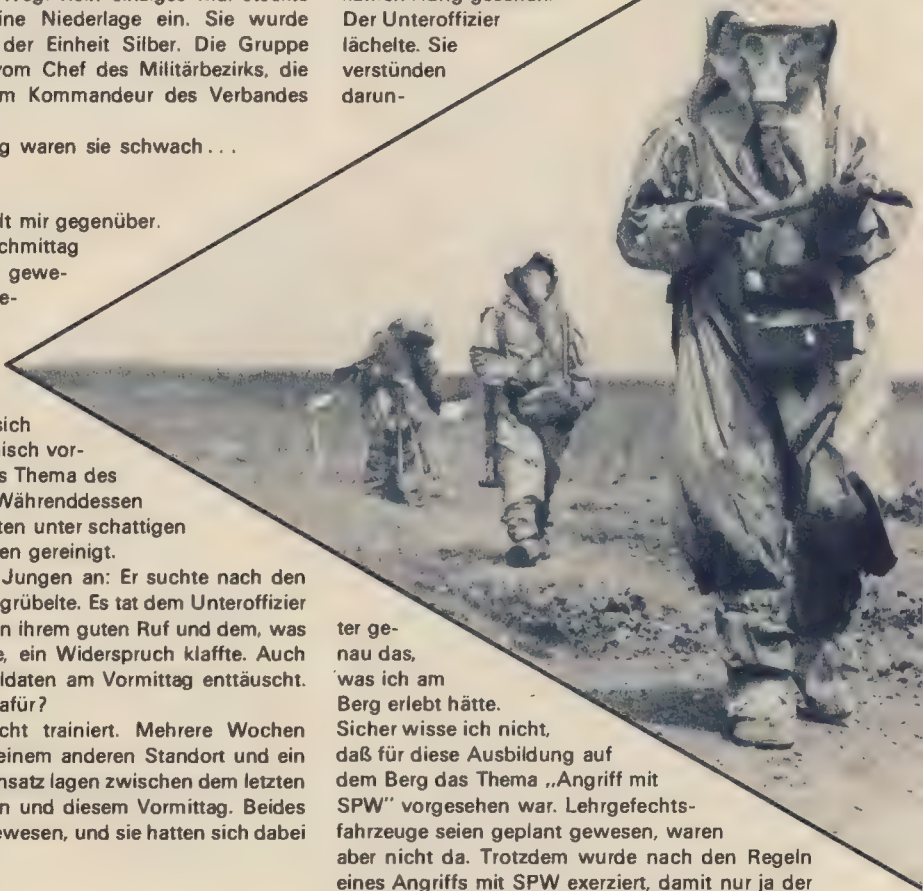 ine Niederlage ein. Sie wurde
der Einheit Silber. Die Gruppe
vom Chef des Militärbezirks, die
m Kommandeur des Verbandes
g waren sie schwach...
lt mir gegenüber.
chmittag
gewe-
e-
sich
isch vor-
s Thema des
Währenddessen
ten unter schattigen
en gereinigt.
Jungen an: Er suchte nach den
grübelte. Es tat dem Unteroffizier
n ihrem guten Ruf und dem, was
e, ein Widerspruch klaffte. Auch
ldaten am Vormittag enttäuscht.
afür?
cht trainiert. Mehrere Wochen
einem anderen Standort und ein
nsatz lagen zwischen dem letzten
n und diesem Vormittag. Beides
ewesen, und sie hatten sich dabei
Der Unteroffizier
lächelte. Sie
verstünden
darun-
ter ge-
nau das,
was ich am
Berg erlebt hätte.
Sicher wisse ich nicht,
daß für diese Ausbildung auf
dem Berg das Thema „Angriff mit
SPW" vorgesehen war. Lehrgefechts-
fahrzeuge seien geplant gewesen, waren
aber nicht da. Trotzdem wurde nach den Regeln
eines Angriffs mit SPW exerziert, damit nur ja der